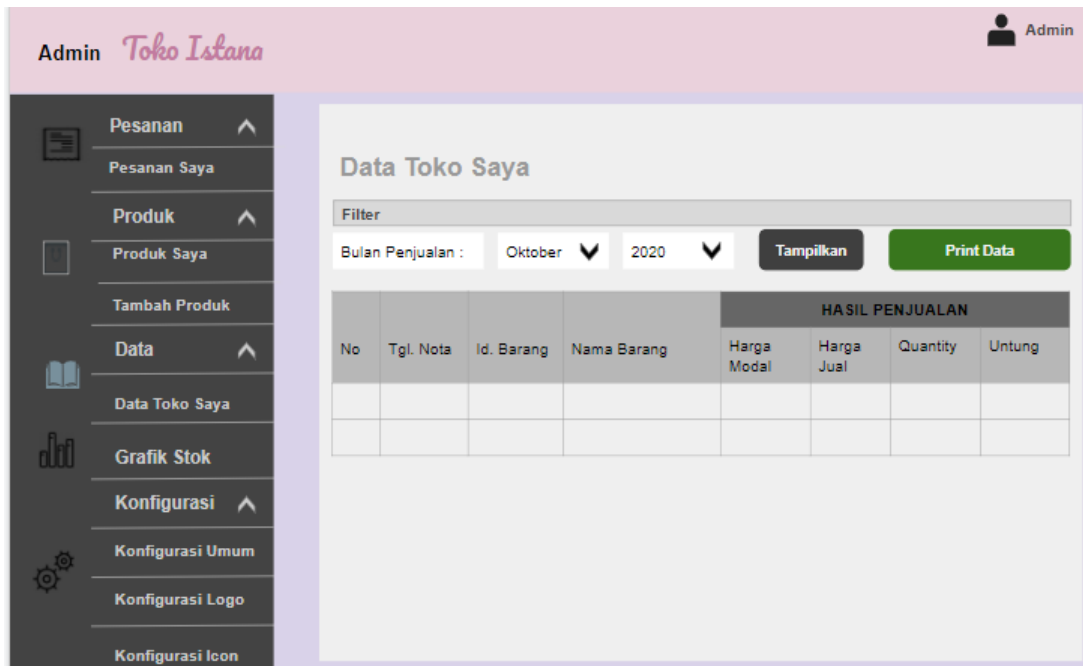 Admin Toko Istana
Admin
Pesanan
Pesanan Saya
Produk
Produk Saya
Tambah Produk
Data
Data Toko Saya
Grafik Stok
Konfigurasi
Konfigurasi Umum
Konfigurasi Logo
Konfigurasi Icon
Data Toko Saya
Filter
Bulan Penjualan : Oktober 2020 Tampilkan Print Data
HASIL PENJUALAN
No Tgl. Nota Id. Barang Nama Barang Harga Modal Harga Jual Quantity Untung